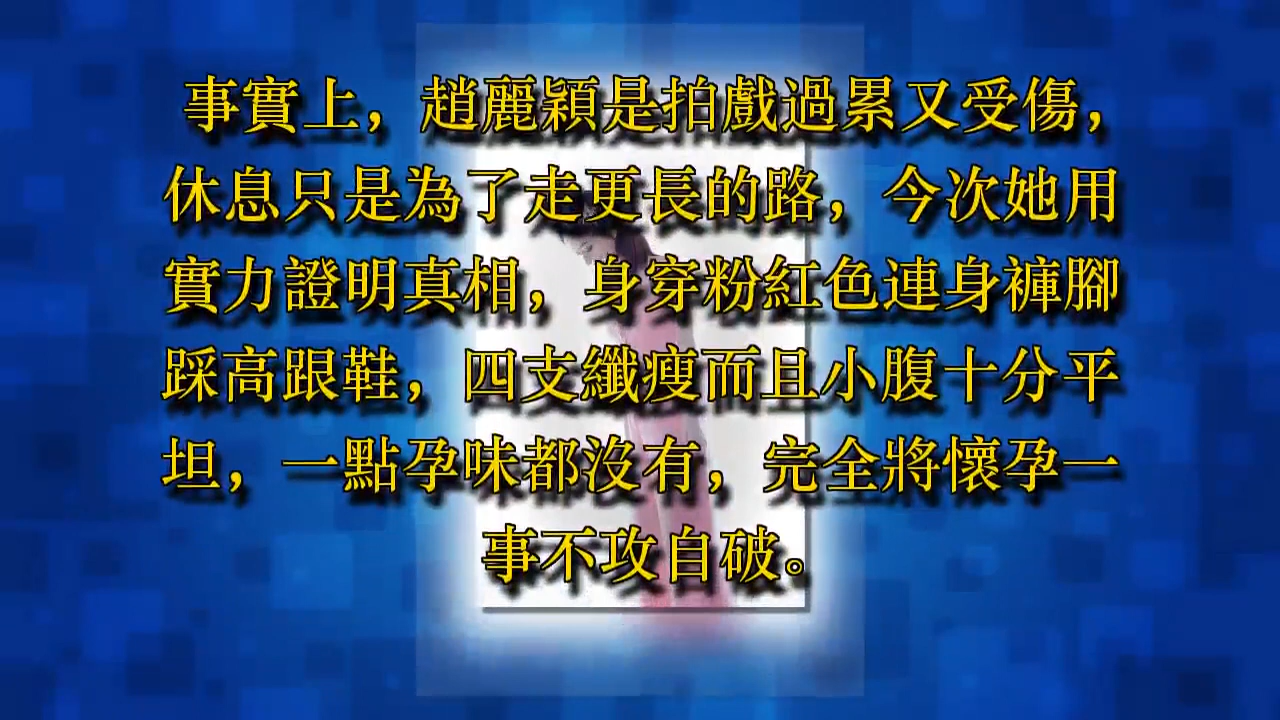 事實上，趙麗穎是拍戲過累又受傷，
休息只是為了走更長的路，今次她用
實力證明真相，身穿粉紅色連身褲腳
踩高跟鞋，四支纖瘦而且小腹十分平
坦，一點孕味都沒有，完全將懷孕一
事不攻自破。